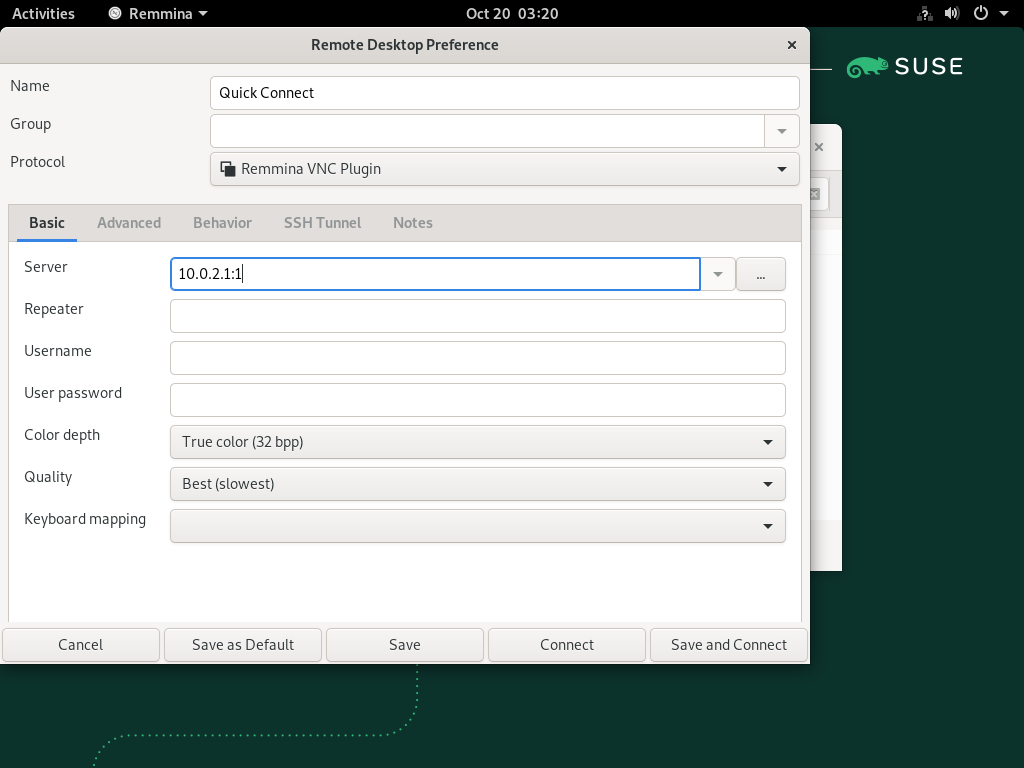 Activities Remmina Oct 20 03:20
Remote Desktop Preference
SUSE
Name Quick Connect
Group
Protocol Remmina VNC Plugin
Basic Advanced Behavior SSH Tunnel Notes
Server 10.0.2.1:1 ...
Repeater
Username
User password
Color depth True color (32 bpp)
Quality Best (slowest)
Keyboard mapping
Cancel Save as Default Save Connect Save and Connect